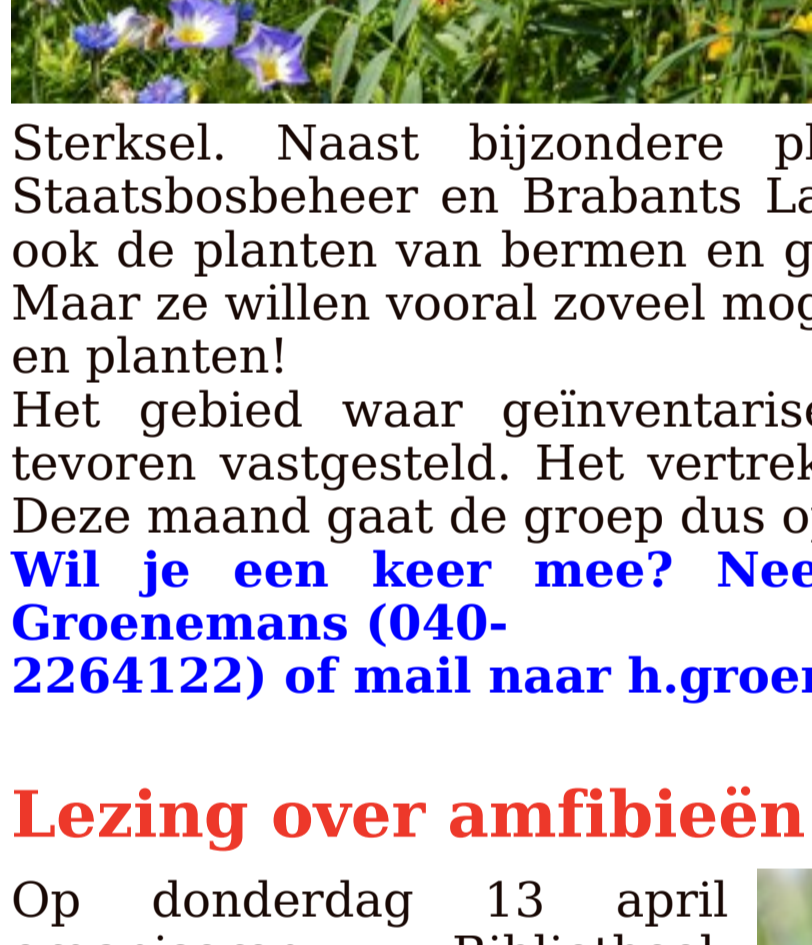 Sterksel. Naast bijzondere
Staatsbosbeheer en Brabants
ook de planten van bermen en
Maar ze willen vooral zoveel
en planten!
Het gebied waar
tevoren vastgesteld. Het
Deze maand gaat de groep dus
Wil je een keer mee?
Groenemans (040-
2264122) of mail naar
Lezing over amfibieën
Op donderdag 13 april